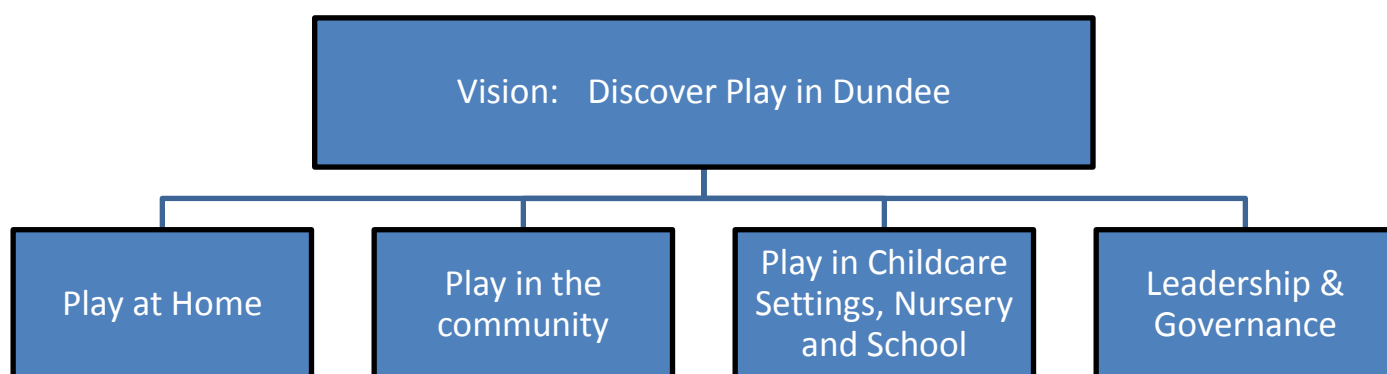 Vision: Discover Play in Dundee
Play at Home
Play in the
community
Play in Childcare
Settings, Nursery
and School
Leadership &
Governance